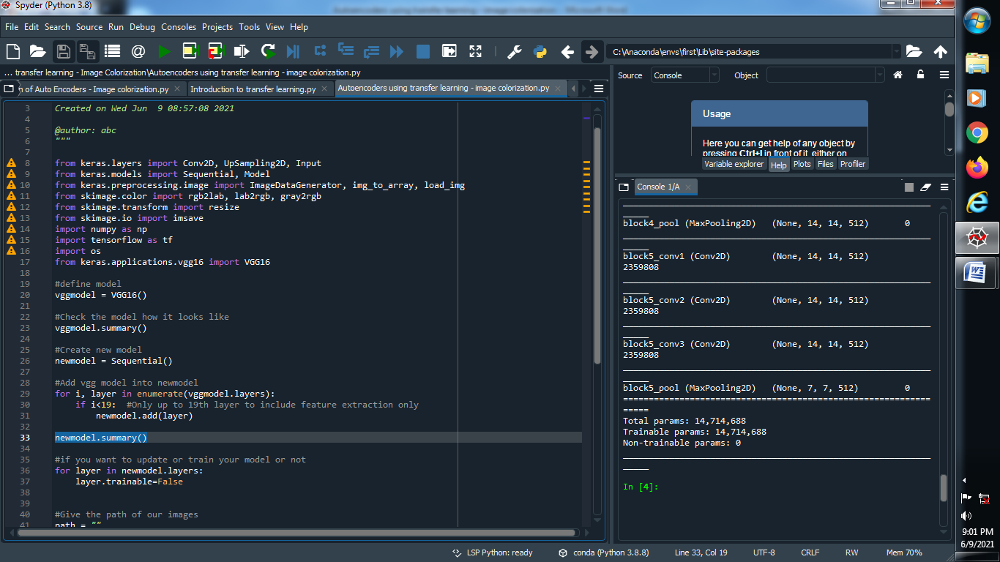 Spyder (Python 3.8)
File Edit Search Source Run Debug Consoles Projects Tools View Help
C:\Anaconda\envs\first\Lib\site-packages
... transfer learning - Image Colorization\Autoencoders using transfer learning - image colorization.py
n of Auto Encoders - Image colorization.py Introduction to transfer learning.py Autoencoders using transfer learning - image colorization.py
3 Created on Wed Jun  9 08:57:08 2021
4
5 @author: abc
6 """
7
8 from keras.layers import Conv2D, UpSampling2D, Input
9 from keras.models import Sequential, Model
10 from keras.preprocessing.image import ImageDataGenerator, img_to_array, load_img
11 from skimage.color import rgb2lab, lab2rgb, gray2rgb
12 from skimage.transform import resize
13 from skimage.io import imsave
14 import numpy as np
15 import tensorflow as tf
16 import os
17 from keras.applications.vgg16 import VGG16
18
19 #define model
20 vggmodel = VGG16()
21
22 #Check the model how it looks like
23 vggmodel.summary()
24
25 #Create new model
26 newmodel = Sequential()
27
28 #Add vgg model into newmodel
29 for i, layer in enumerate(vggmodel.layers):
30     if i<19:  #Only up to 19th layer to include feature extraction only
31         newmodel.add(layer)
32
33 newmodel.summary()
34
35 #if you want to update or train your model or not
36 for layer in newmodel.layers:
37     layer.trainable=False
38
39
40 #Give the path of our images
41 path = ""
Source Console Object
Usage
Here you can get help of any object by
pressing Ctrl+I in front of it, either on
Variable explorer Help Plots Files Profiler
Console 1/A
block4_pool (MaxPooling2D) (None, 14, 14, 512) 0
block5_conv1 (Conv2D) (None, 14, 14, 512)
2359808
block5_conv2 (Conv2D) (None, 14, 14, 512)
2359808
block5_conv3 (Conv2D) (None, 14, 14, 512)
2359808
block5_pool (MaxPooling2D) (None, 7, 7, 512) 0
============================================================
=====
Total params: 14,714,688
Trainable params: 14,714,688
Non-trainable params: 0
In [4]:
LSP Python: ready conda (Python 3.8.8) Line 33, Col 19 UTF-8 CRLF RW Mem 70%
9:01 PM
6/9/2021